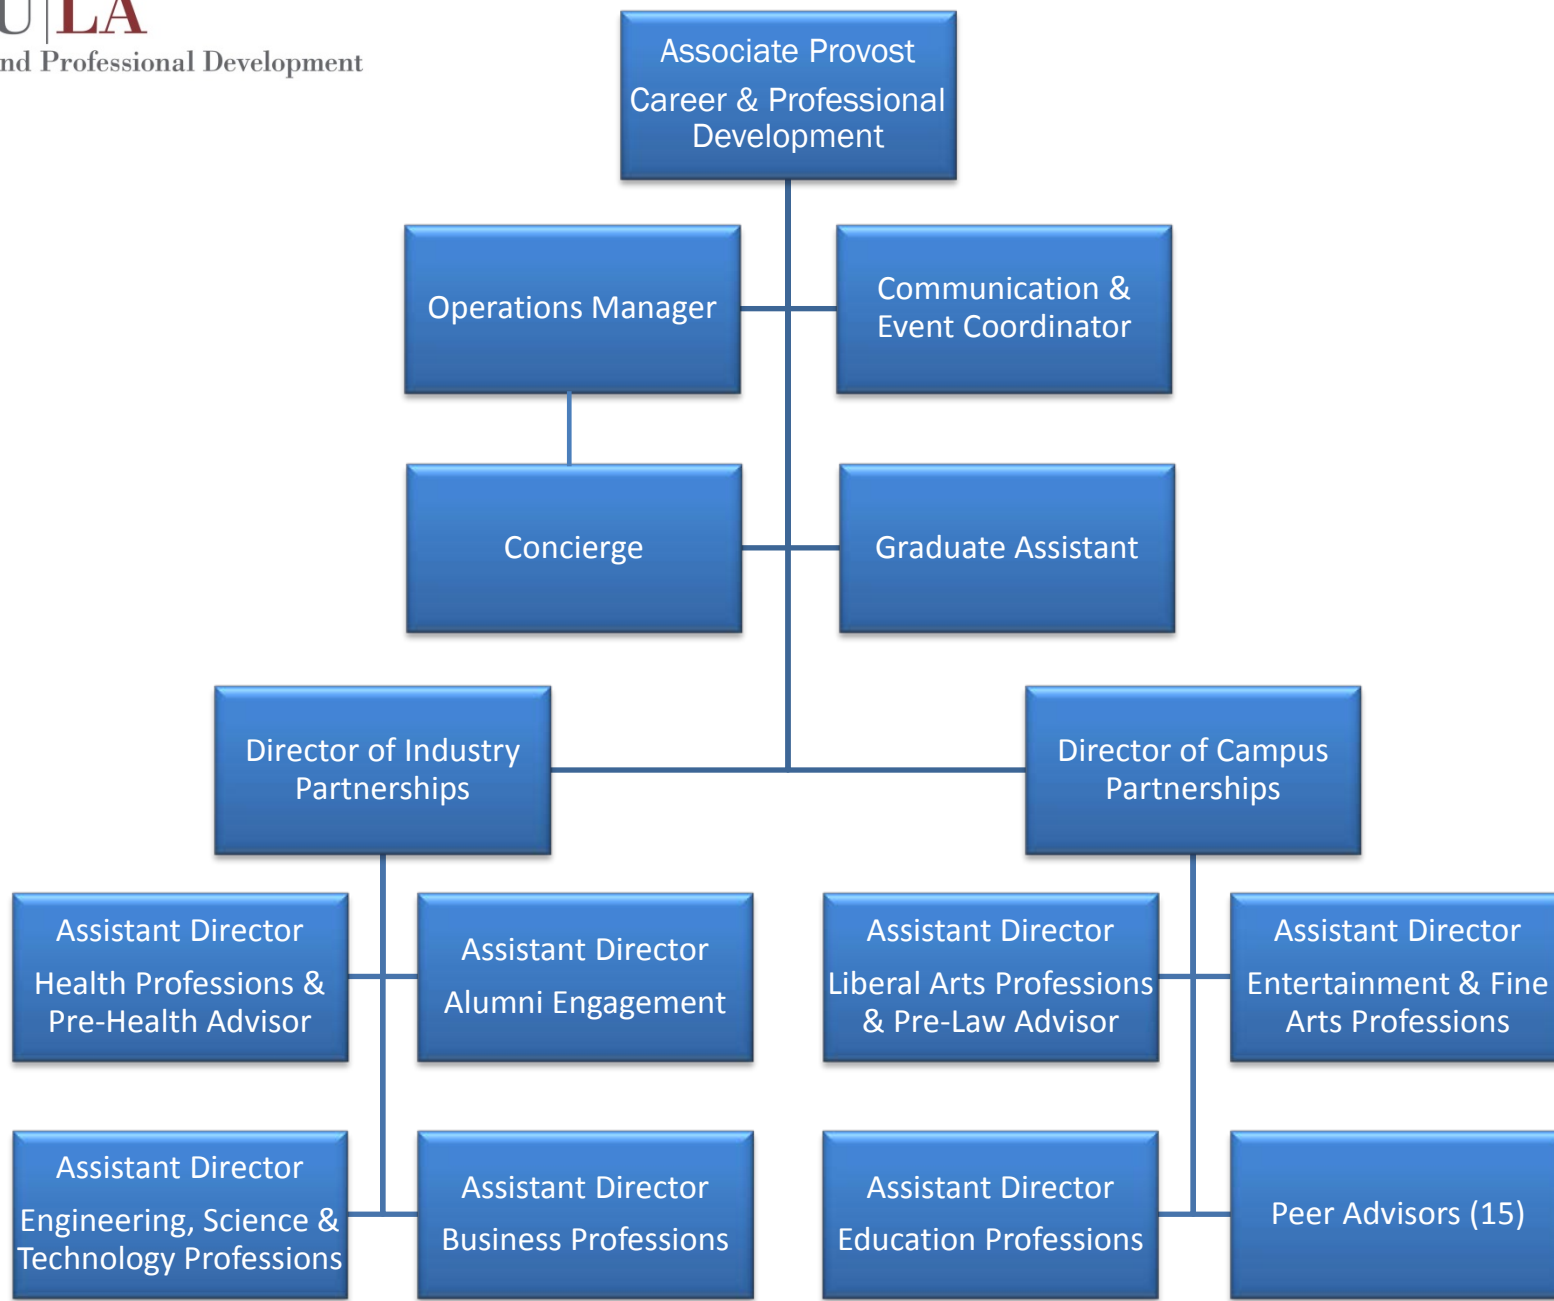 U|LA
nd Professional Development
Associate Provost
Career & Professional
Development
Operations Manager
Communication &
Event Coordinator
Concierge
Graduate Assistant
Director of Industry
Partnerships
Director of Campus
Partnerships
Assistant Director
Health Professions &
Pre-Health Advisor
Assistant Director
Alumni Engagement
Assistant Director
Liberal Arts Professions
& Pre-Law Advisor
Assistant Director
Entertainment & Fine
Arts Professions
Assistant Director
Engineering, Science &
Technology Professions
Assistant Director
Business Professions
Assistant Director
Education Professions
Peer Advisors (15)